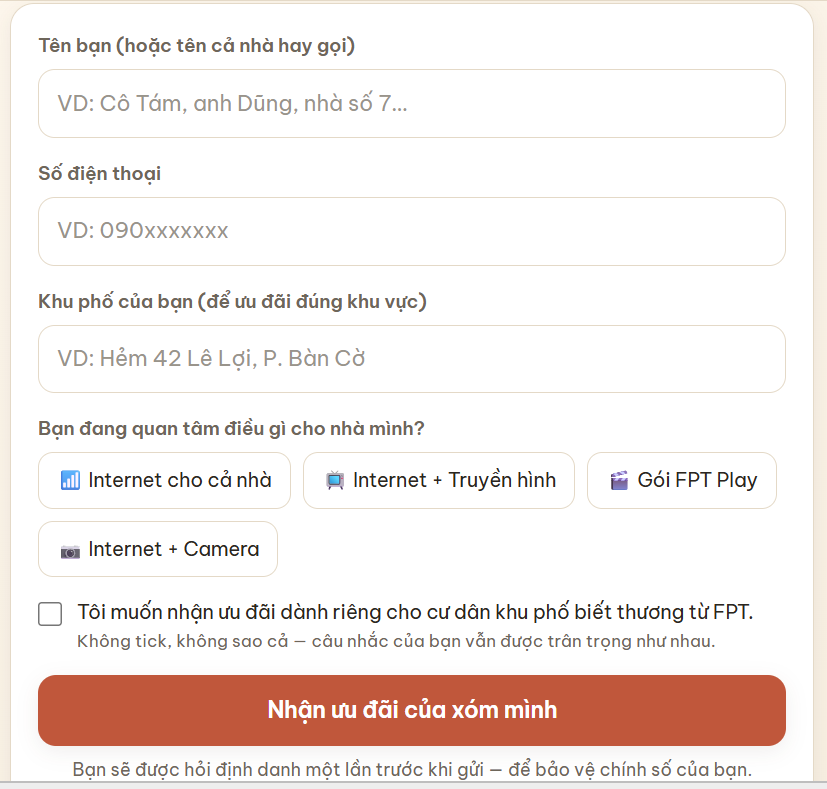 Tên bạn (hoặc tên cả nhà hay gọi)
VD: Cô Tám, anh Dũng, nhà số 7...
Số điện thoại
VD: 090xxxxxxx
Khu phố của bạn (để ưu đãi đúng khu vực)
VD: Hẻm 42 Lê Lợi, P. Bàn Cờ
Bạn đang quan tâm điều gì cho nhà mình?
Internet cho cả nhà
Internet + Truyền hình
Gói FPT Play
Internet + Camera
Tôi muốn nhận ưu đãi dành riêng cho cư dân khu phố biết thương từ FPT.
Không tick, không sao cả — câu nhắc của bạn vẫn được trân trọng như nhau.
Nhận ưu đãi của xóm mình
Bạn sẽ được hỏi định danh một lần trước khi gửi — để bảo vệ chính số của bạn.